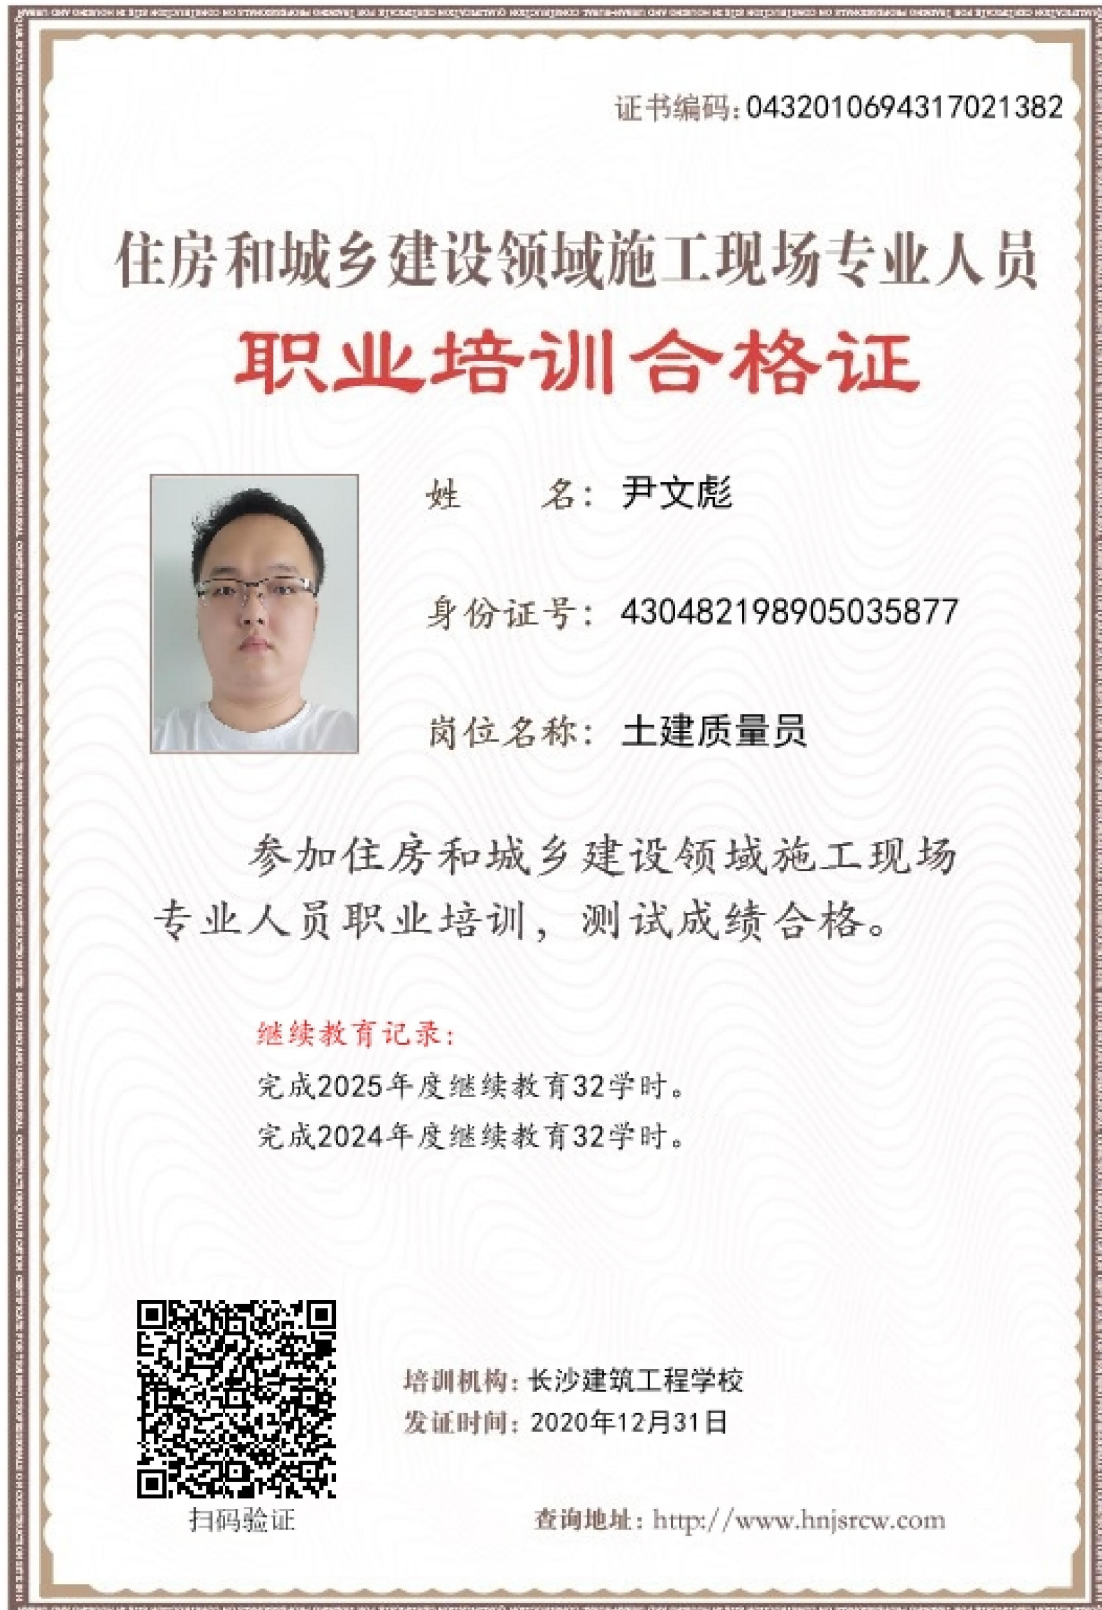 证书编码:0432010694317021382
住房和城乡建设领域施工现场专业人员
职业培训合格证
姓 名：尹文彪
身份证号：430482198905035877
岗位名称：土建质量员
参加住房和城乡建设领域施工现场
专业人员职业培训，测试成绩合格。
继续教育记录：
完成2025年度继续教育32学时。
完成2024年度继续教育32学时。
培训机构：长沙建筑工程学校
发证时间：2020年12月31日
扫码验证
查询地址：http://www.hnjsrcw.com